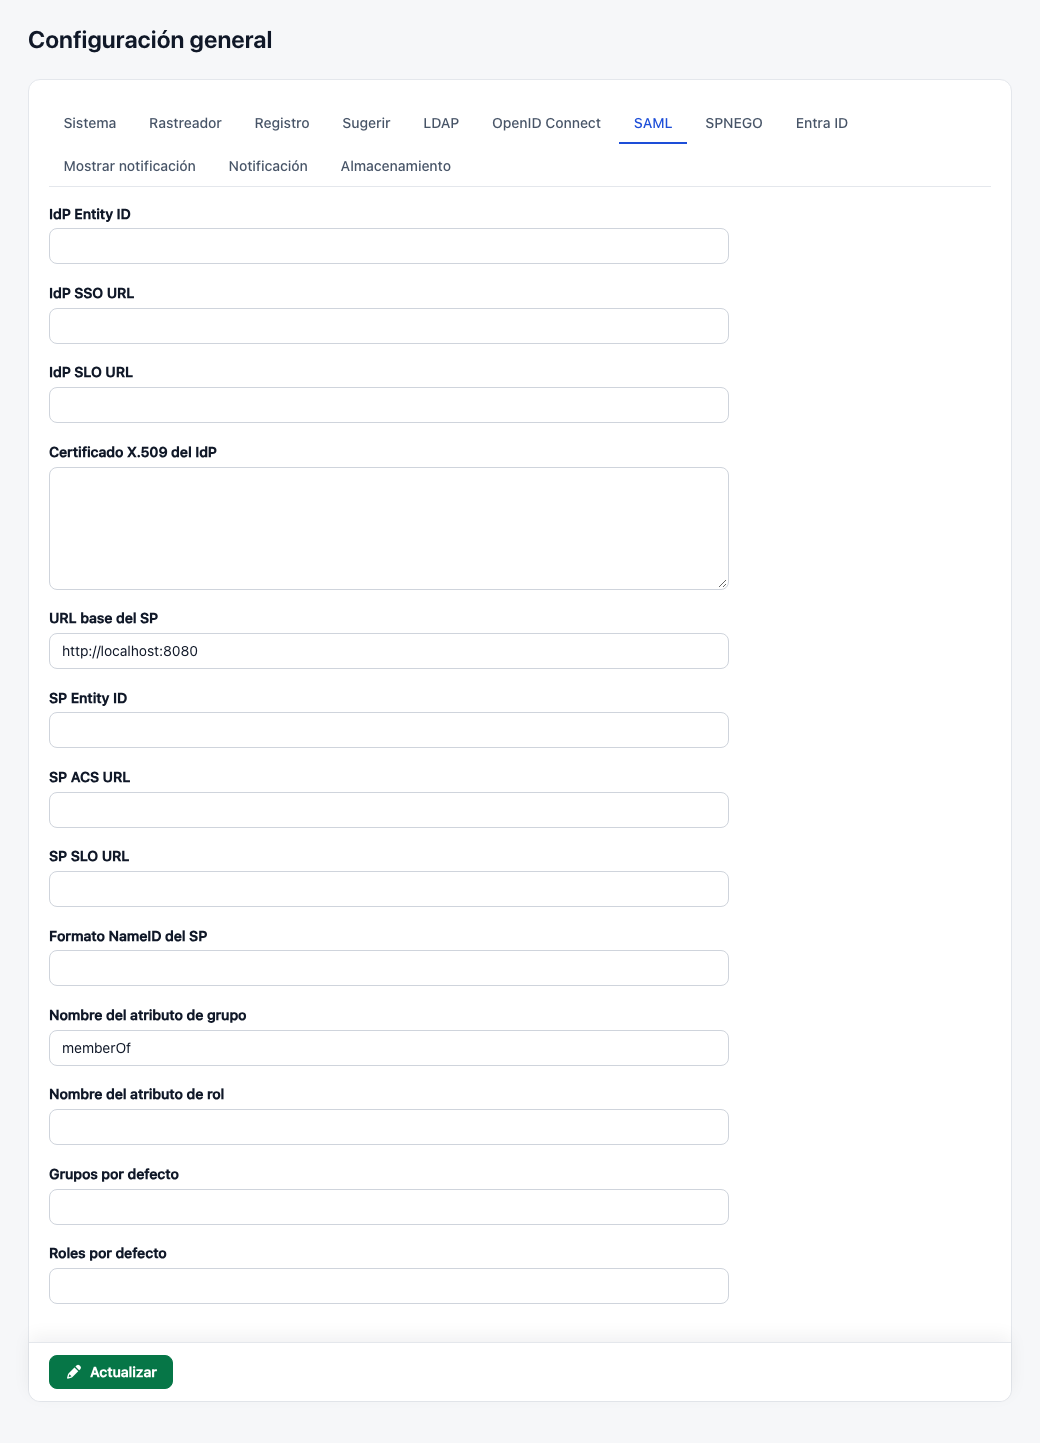 Configuración general
Sistema Rastreador Registro Sugerir LDAP OpenID Connect SAML SPNEGO Entra ID
Mostrar notificación Notificación Almacenamiento
IdP Entity ID
IdP SSO URL
IdP SLO URL
Certificado X.509 del IdP
URL base del SP
http://localhost:8080
SP Entity ID
SP ACS URL
SP SLO URL
Formato NameID del SP
Nombre del atributo de grupo
memberOf
Nombre del atributo de rol
Grupos por defecto
Roles por defecto
Actualizar